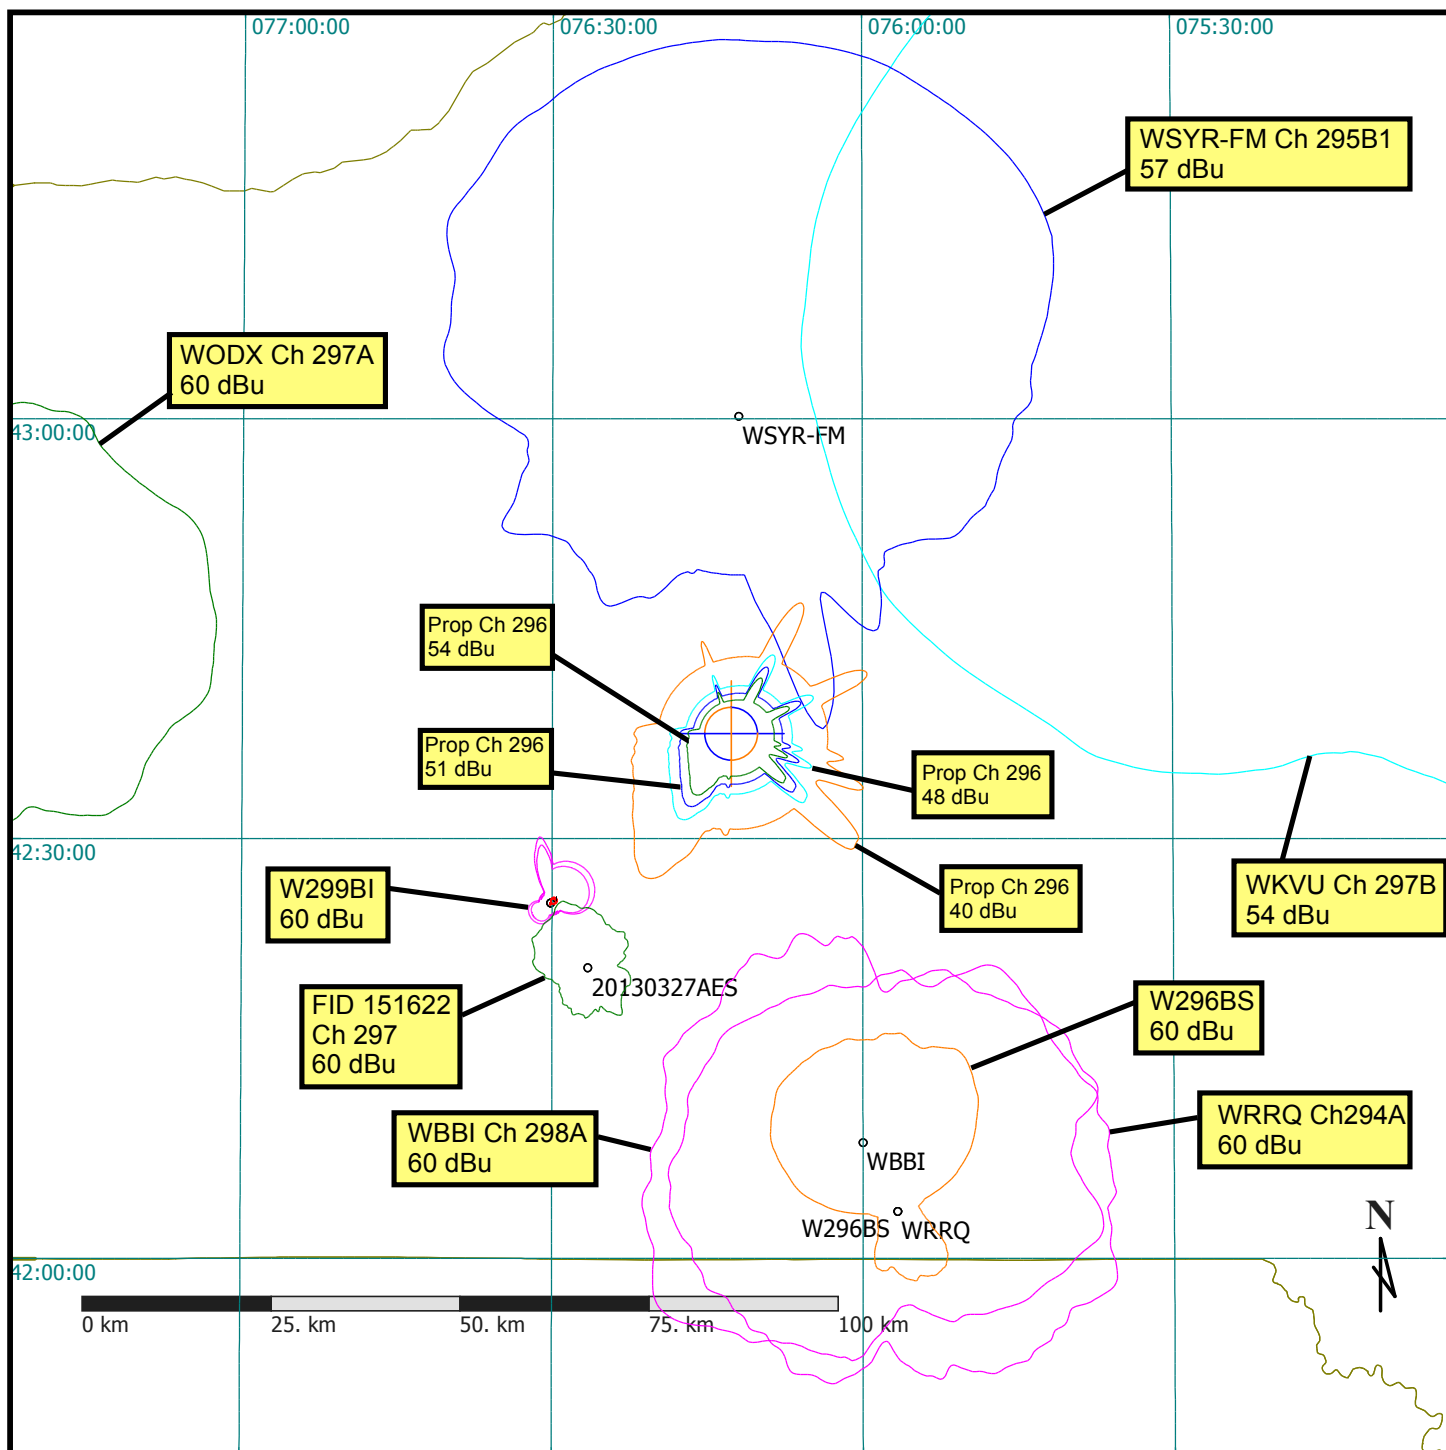 077:00:00
076:30:00
076:00:00
075:30:00
WSYR-FM Ch 295B1
57 dBu
WODX Ch 297A
60 dBu
43:00:00
WSYR-FM
Prop Ch 296
54 dBu
Prop Ch 296
51 dBu
Prop Ch 296
48 dBu
42:30:00
W299BI
60 dBu
Prop Ch 296
40 dBu
WKVU Ch 297B
54 dBu
20130327AES
FID 151622
Ch 297
60 dBu
W296BS
60 dBu
WBBI Ch 298A
60 dBu
WRRQ Ch294A
60 dBu
WBBI
W296BS
WRRQ
N
42:00:00
0 km
25. km
50. km
75. km
100 km